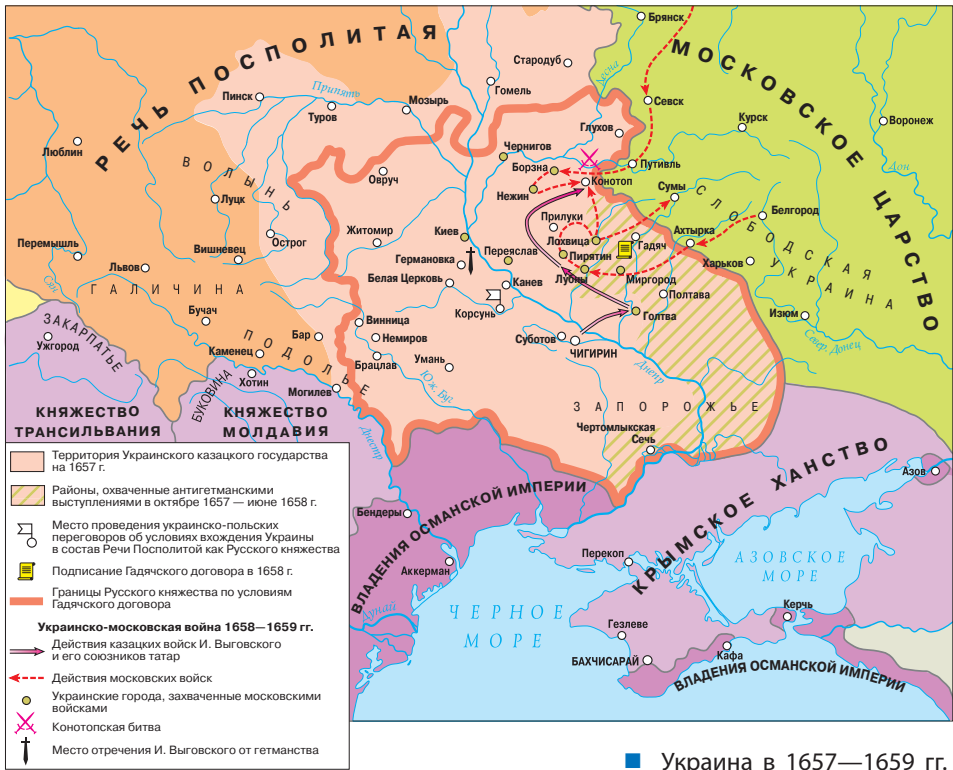 РЕЧЬ ПОСПОЛИТАЯ
МОСКОВСКОЕ ЦАРСТВО
Брянск
Стародуб
Десна
Гомель
Севск
Пинск
Припять
Туров
Мозырь
Глухов
Курск
Воронеж
Дон
Люблин
ВОЛЫНЬ
Чернигов
Борзна
Путивль
Конотоп
Овруч
Нежин
Сумы
СЛОБОДСКАЯ УКРАИНА
Луцк
Прилуки
Белгород
Острог
Житомир
Киев
Лохвица
Гадяч
Ахтырка
Перемышль
Вишневец
Переяслав
Пирятин
Харьков
Львов
Германовка
Белая Церковь
Канев
Лубны
Миргород
Сан
ГАЛИЧИНА
Полтава
Корсунь
Голтва
Изюм
Бучач
Винница
ЗАКАРПАТЬЕ
Бар
Немиров
Суботов
ЧИГИРИН
Север. Донец
Ужгород
ПОДОЛЬЕ
Каменец
Брацлав
Умань
Днепр
Хотин
БУКОВИНА
Могилев
Юж. Буг
КНЯЖЕСТВО
ТРАНСИЛЬВАНИЯ
КНЯЖЕСТВО
МОЛДАВИЯ
ЗАПОРОЖЬЕ
Чертомлыкская
Сечь
Днестр
КРЫМСКОЕ ХАНСТВО
Азов
Бендеры
ВЛАДЕНИЯ ОСМАНСКОЙ ИМПЕРИИ
Перекоп
АЗОВСКОЕ
МОРЕ
Аккерман
Дунай
ЧЕРНОЕ
МОРЕ
Керчь
Гезлеве
Кафа
БАХЧИСАРАЙ
ВЛАДЕНИЯ ОСМАНСКОЙ ИМПЕРИИ
Территория Украинского казацкого государства
на 1657 г.
Районы, охваченные антигетманскими
выступлениями в октябре 1657 — июне 1658 г.
Место проведения украинско-польских
переговоров об условиях вхождения Украины
в состав Речи Посполитой как Русского княжества
Подписание Гадячского договора в 1658 г.
Границы Русского княжества по условиям
Гадячского договора
Украинско-московская война 1658—1659 гг.
Действия казацких войск И. Выговского
и его союзников татар
Действия московских войск
Украинские города, захваченные московскими
войсками
Конотопская битва
Место отречения И. Выговского от гетманства
Украина в 1657—1659 гг.